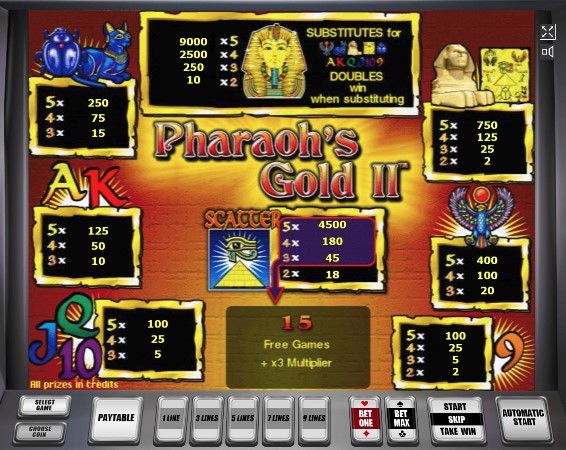 9000 x5
2500 x4
250 x3
10 x2
SUBSTITUTES for
A K Q J 10 9
DOUBLES
win
when substituting
5x 250
4x 75
3x 15
5x 750
4x 125
3x 25
2x 2
Pharaoh's
Gold II
AK
5x 125
4x 50
3x 10
SCATTER
5x 4500
4x 180
3x 45
2x 18
5x 400
4x 100
3x 20
J Q 10
5x 100
4x 25
3x 5
15
Free Games
+ x3 Multiplier
5x 100
4x 25
3x 5
2x 2
9
All prizes in credits
SELECT
GAME
CHOOSE
COIN
PAYTABLE
1 LINE
3 LINES
5 LINES
7 LINES
9 LINES
BET
ONE
BET
MAX
START
SKIP
TAKE WIN
AUTOMATIC
START